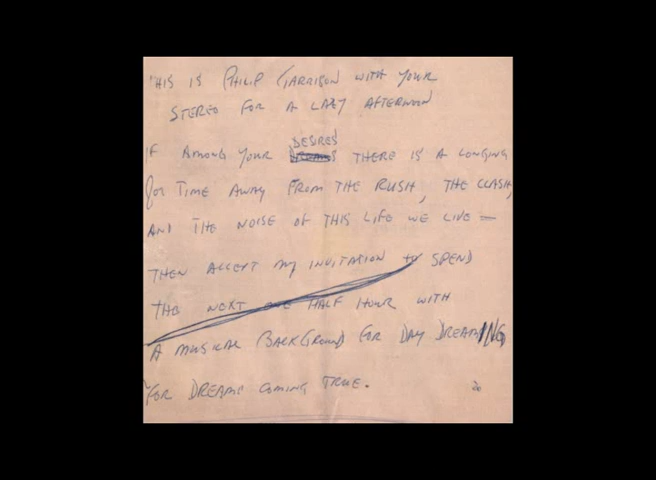 THIS IS PHILIP GARRISON WITH YOUR
STEREO FOR A LAZY AFTERNOON
DESIRES
IF AMONG YOUR THERE IS A LONGING
for TIME AWAY FROM THE RUSH, THE CLASH,
AND THE NOISE OF THIS LIFE WE LIVE —
THEN ACCEPT MY INVITATION to SPEND
THE NEXT ONE HALF HOUR WITH
A MUSICAL BACKGROUND FOR DAY DREAMING
FOR DREAMS COMING TRUE.